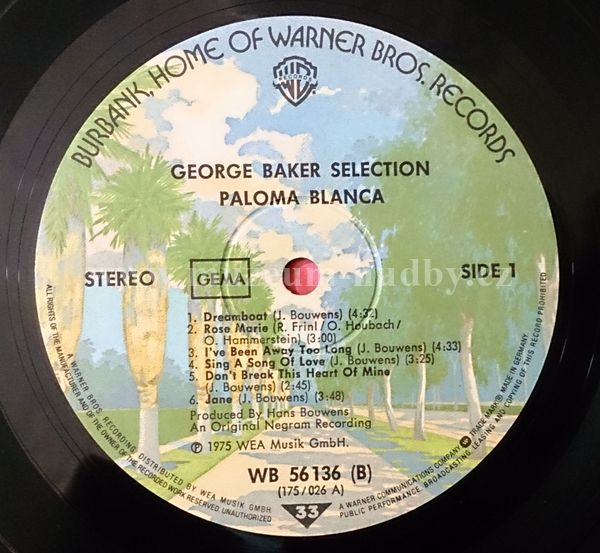 BURBANK, HOME OF WARNER BROS. RECORDS
RECORDS
GEORGE BAKER SELECTION
PALOMA BLANCA
STEREO
GEMA
SIDE 1
1. Dreamboat (J. Bouwens) (4:32)
2. Rose Marie (R. Friml/O. Houbach/
O. Hammerstein) (3:00)
3. I've Been Away Too Long (J. Bouwens) (4:33)
4. Sing A Song Of Love (J. Bouwens) (3:25)
5. Don't Break This Heart Of Mine
(J. Bouwens) (2:45)
6. Jane (J. Bouwens) (3:48)
Produced By Hans Bouwens
An Original Negram Recording
Ⓟ 1975 WEA Musik GmbH.
WB 56 136 (B)
(175/026 A)
33
ALL RIGHTS OF THE MANUFACTURER AND OF THE OWNER OF THE RECORDED WORK RESERVED. UNAUTHORIZED
A WARNER BROS. RECORDING DISTRIBUTED BY WEA MUSIK GMBH
A WARNER COMMUNICATIONS COMPANY TRADE MARK MADE IN GERMANY.
PUBLIC PERFORMANCE, BROADCASTING, LEASING AND COPYING OF THIS RECORD PROHIBITED.